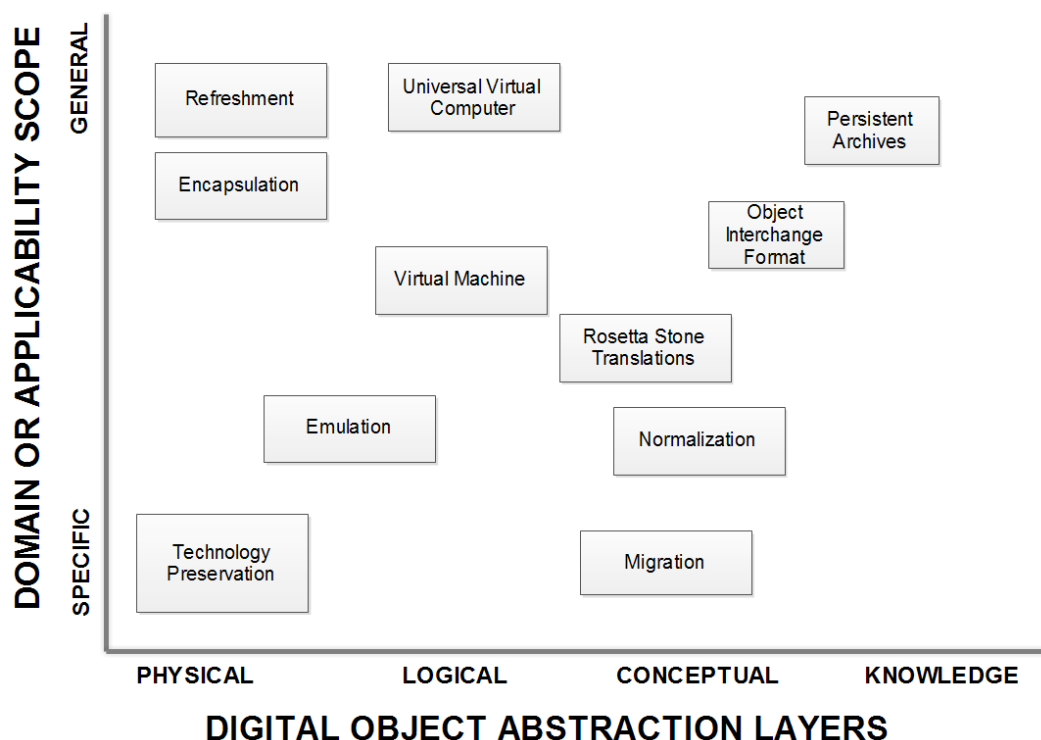 DOMAIN OR APPLICABILITY SCOPE
GENERAL
SPECIFIC
Refreshment
Universal Virtual
Computer
Persistent
Archives
Encapsulation
Object
Interchange
Format
Virtual Machine
Rosetta Stone
Translations
Emulation
Normalization
Technology
Preservation
Migration
PHYSICAL
LOGICAL
CONCEPTUAL
KNOWLEDGE
DIGITAL OBJECT ABSTRACTION LAYERS